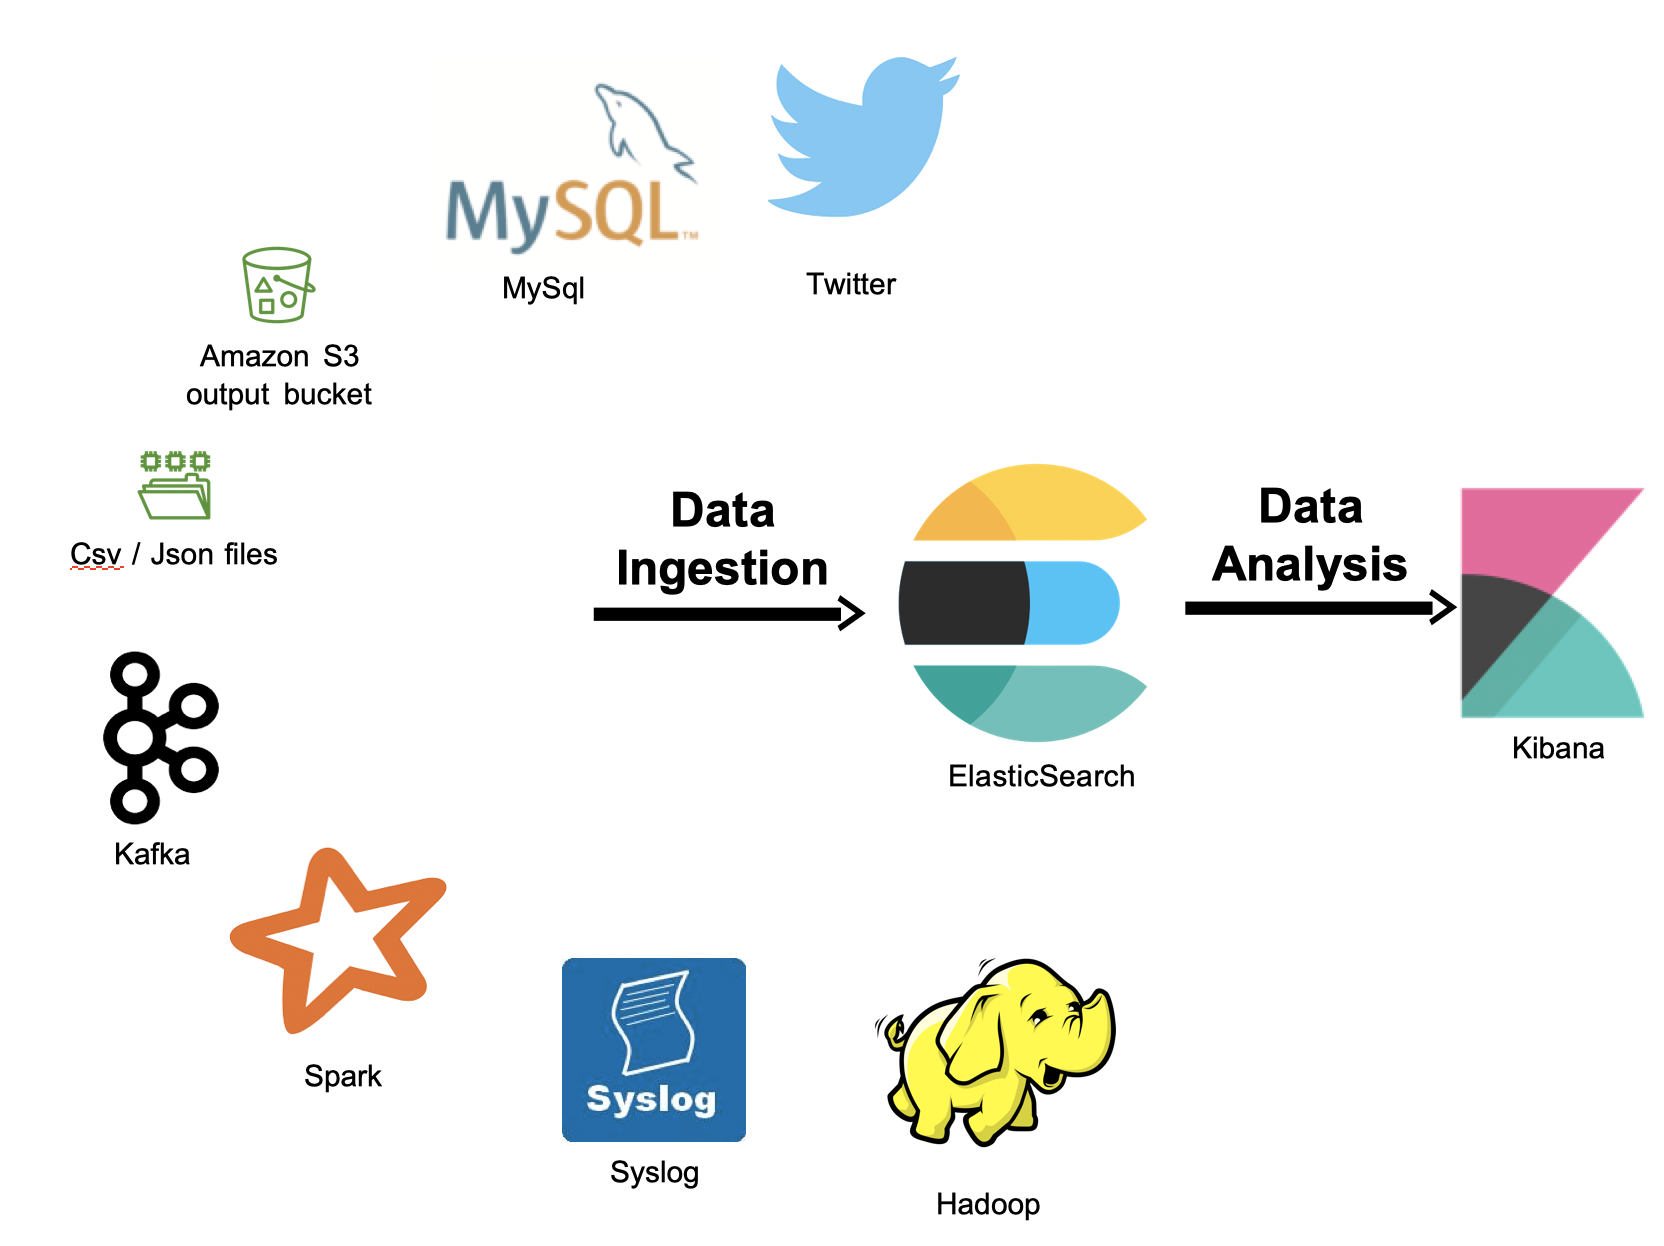 MySQL™
MySql
Twitter
Amazon S3
output bucket
Csv / Json files
Data
Ingestion
Data
Analysis
ElasticSearch
Kibana
Kafka
Spark
Syslog
Syslog
Hadoop